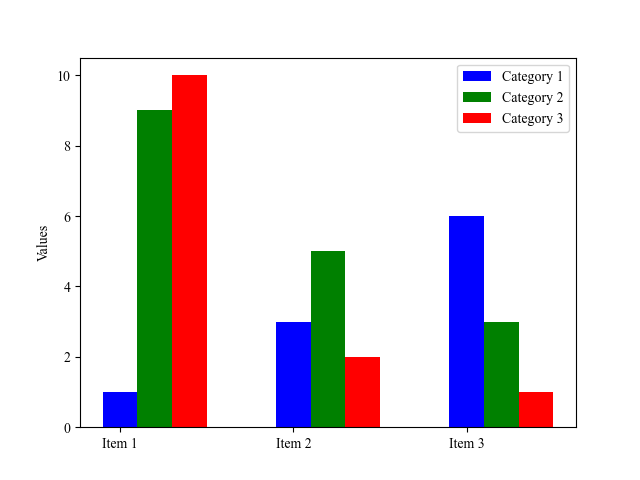 Category 1
Category 2
Category 3
Values
10
8
6
4
2
0
Item 1
Item 2
Item 3